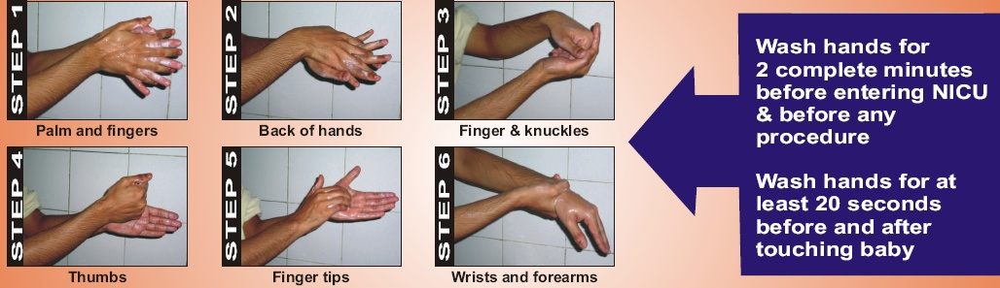 STEP 1
Palm and fingers
STEP 2
Back of hands
STEP 3
Finger & knuckles
STEP 4
Thumbs
STEP 5
Finger tips
STEP 6
Wrists and forearms
Wash hands for
2 complete minutes
before entering NICU
& before any
procedure
Wash hands for at
least 20 seconds
before and after
touching baby